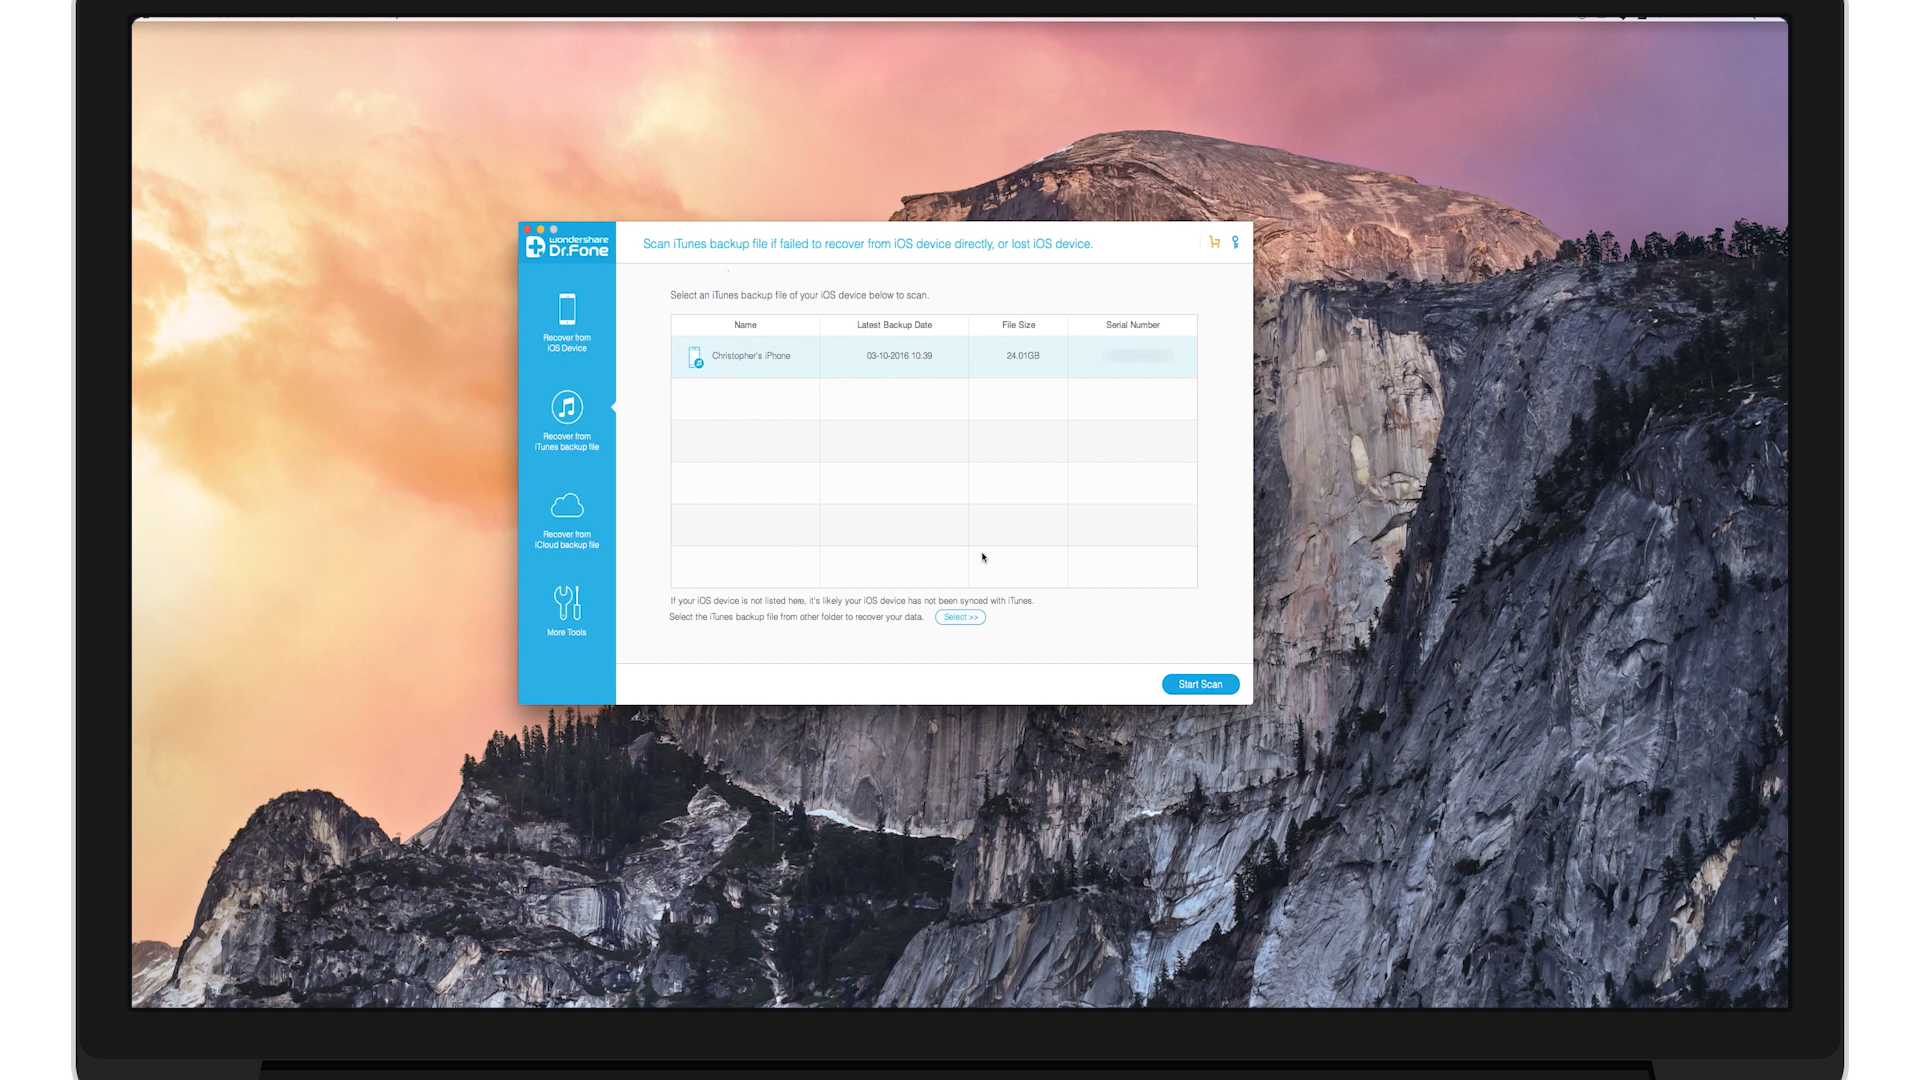 wondershare
Dr.Fone
Scan iTunes backup file if failed to recover from iOS device directly, or lost iOS device.
Recover from
iOS Device
Recover from
iTunes backup file
Recover from
iCloud backup file
More Tools
Select an iTunes backup file of your iOS device below to scan.
Name Latest Backup Date File Size Serial Number
Christopher's iPhone 03-10-2016 10:39 24.01GB
If your iOS device is not listed here, it's likely your iOS device has not been synced with iTunes.
Select the iTunes backup file from other folder to recover your data. Select >>
Start Scan